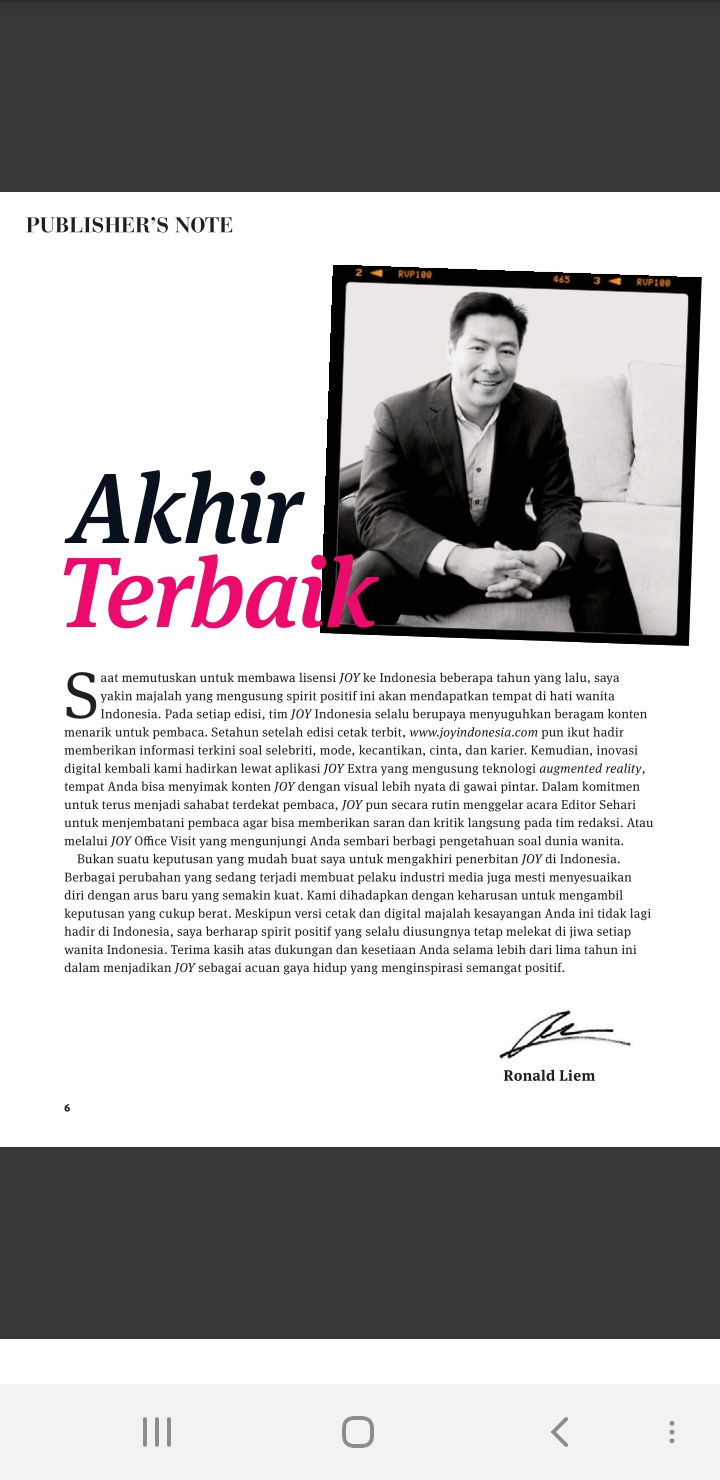 PUBLISHER'S NOTE
2 RVP100 465 3 RVP100
Akhir
Terbaik
Saat memutuskan untuk membawa lisensi JOY ke Indonesia beberapa tahun yang lalu, saya
yakin majalah yang mengusung spirit positif ini akan mendapatkan tempat di hati wanita
Indonesia. Pada setiap edisi, tim JOY Indonesia selalu berupaya menyuguhkan beragam konten
menarik untuk pembaca. Setahun setelah edisi cetak terbit, www.joyindonesia.com pun ikut hadir
memberikan informasi terkini soal selebriti, mode, kecantikan, cinta, dan karier. Kemudian, inovasi
digital kembali kami hadirkan lewat aplikasi JOY Extra yang mengusung teknologi augmented reality,
tempat Anda bisa menyimak konten JOY dengan visual lebih nyata di gawai pintar. Dalam komitmen
untuk terus menjadi sahabat terdekat pembaca, JOY pun secara rutin menggelar acara Editor Sehari
untuk menjembatani pembaca agar bisa memberikan saran dan kritik langsung pada tim redaksi. Atau
melalui JOY Office Visit yang mengunjungi Anda sembari berbagi pengetahuan soal dunia wanita.
Bukan suatu keputusan yang mudah buat saya untuk mengakhiri penerbitan JOY di Indonesia.
Berbagai perubahan yang sedang terjadi membuat pelaku industri media juga mesti menyesuaikan
diri dengan arus baru yang semakin kuat. Kami dihadapkan dengan keharusan untuk mengambil
keputusan yang cukup berat. Meskipun versi cetak dan digital majalah kesayangan Anda ini tidak lagi
hadir di Indonesia, saya berharap spirit positif yang selalu diusungnya tetap melekat di jiwa setiap
wanita Indonesia. Terima kasih atas dukungan dan kesetiaan Anda selama lebih dari lima tahun ini
dalam menjadikan JOY sebagai acuan gaya hidup yang menginspirasi semangat positif.
Ronald Liem
6